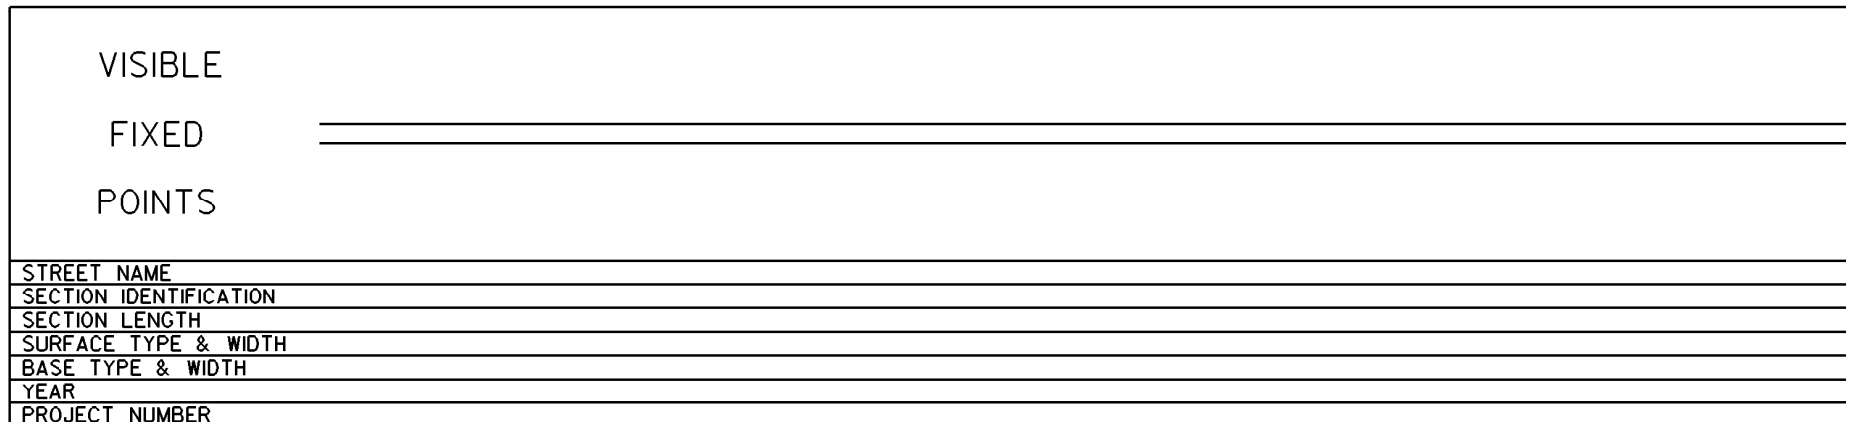 VISIBLE
FIXED
POINTS
STREET NAME
SECTION IDENTIFICATION
SECTION LENGTH
SURFACE TYPE & WIDTH
BASE TYPE & WIDTH
YEAR
PROJECT NUMBER